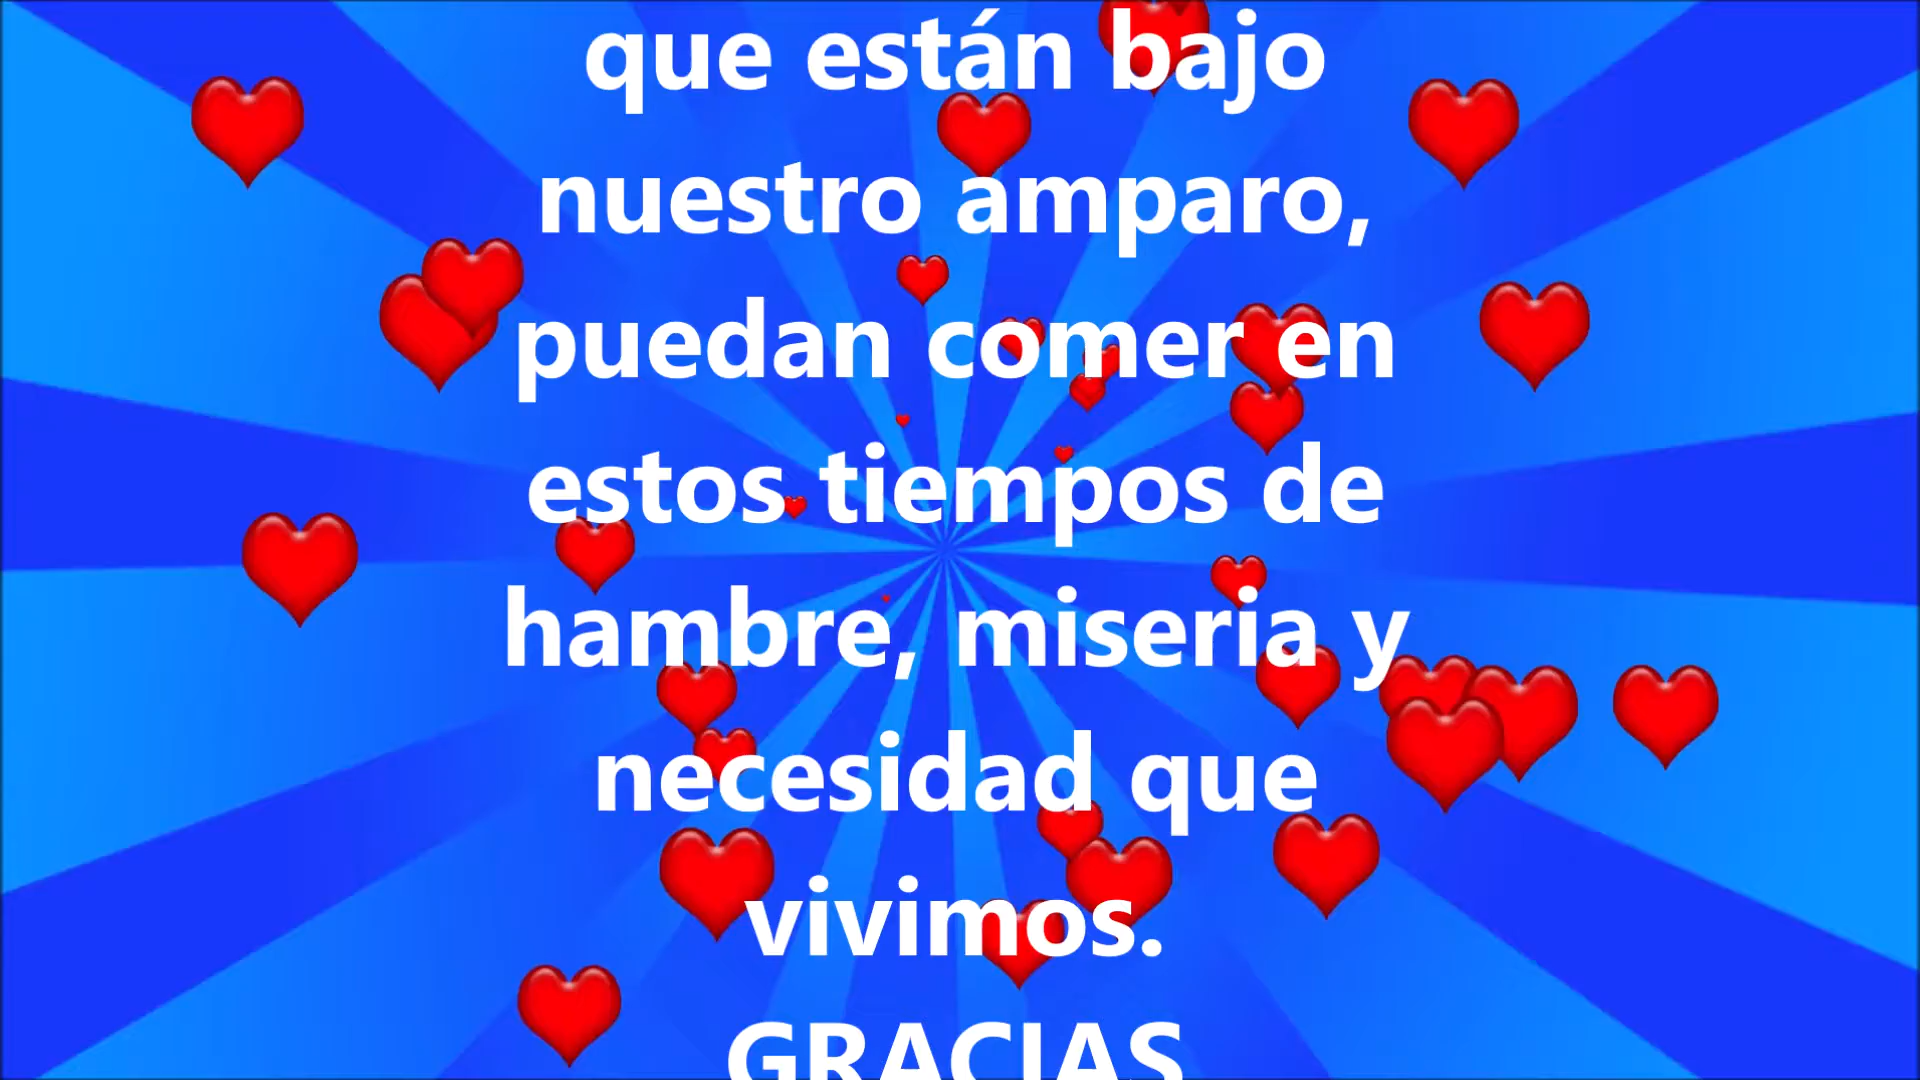 que están bajo
nuestro amparo,
puedan comer en
estos tiempos de
hambre, miseria y
necesidad que
vivimos.
GRACIAS